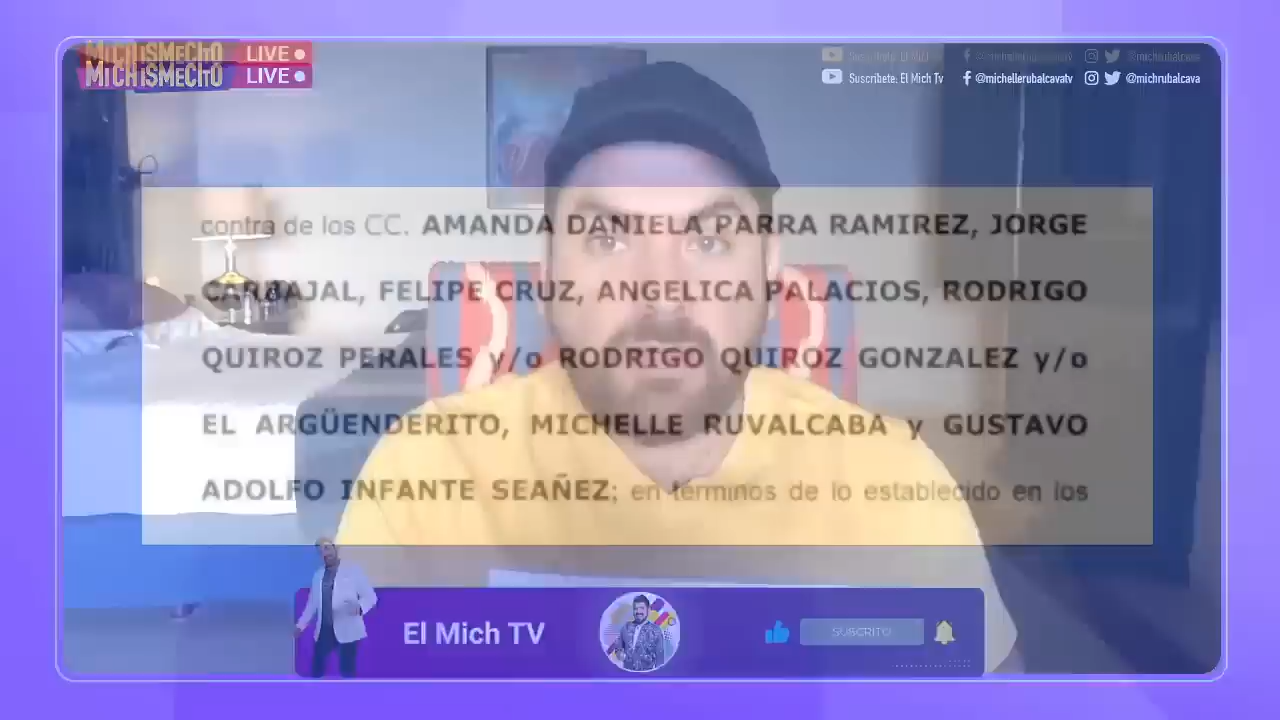 MICHISMECITO LIVE
MICHISMECITO LIVE
Suscribete: El Mich Tv @michellerubalcavatv @michrubalcava
contra de los CC. AMANDA DANIELA PARRA RAMIREZ, JORGE
CARBAJAL, FELIPE CRUZ, ANGELICA PALACIOS, RODRIGO
QUIROZ PERALES y/o RODRIGO QUIROZ GONZALEZ y/o
EL ARGÜENDERITO, MICHELLE RUVALCABA y GUSTAVO
ADOLFO INFANTE SEAÑEZ; en términos de lo establecido en los
El Mich TV
SUSCRITO